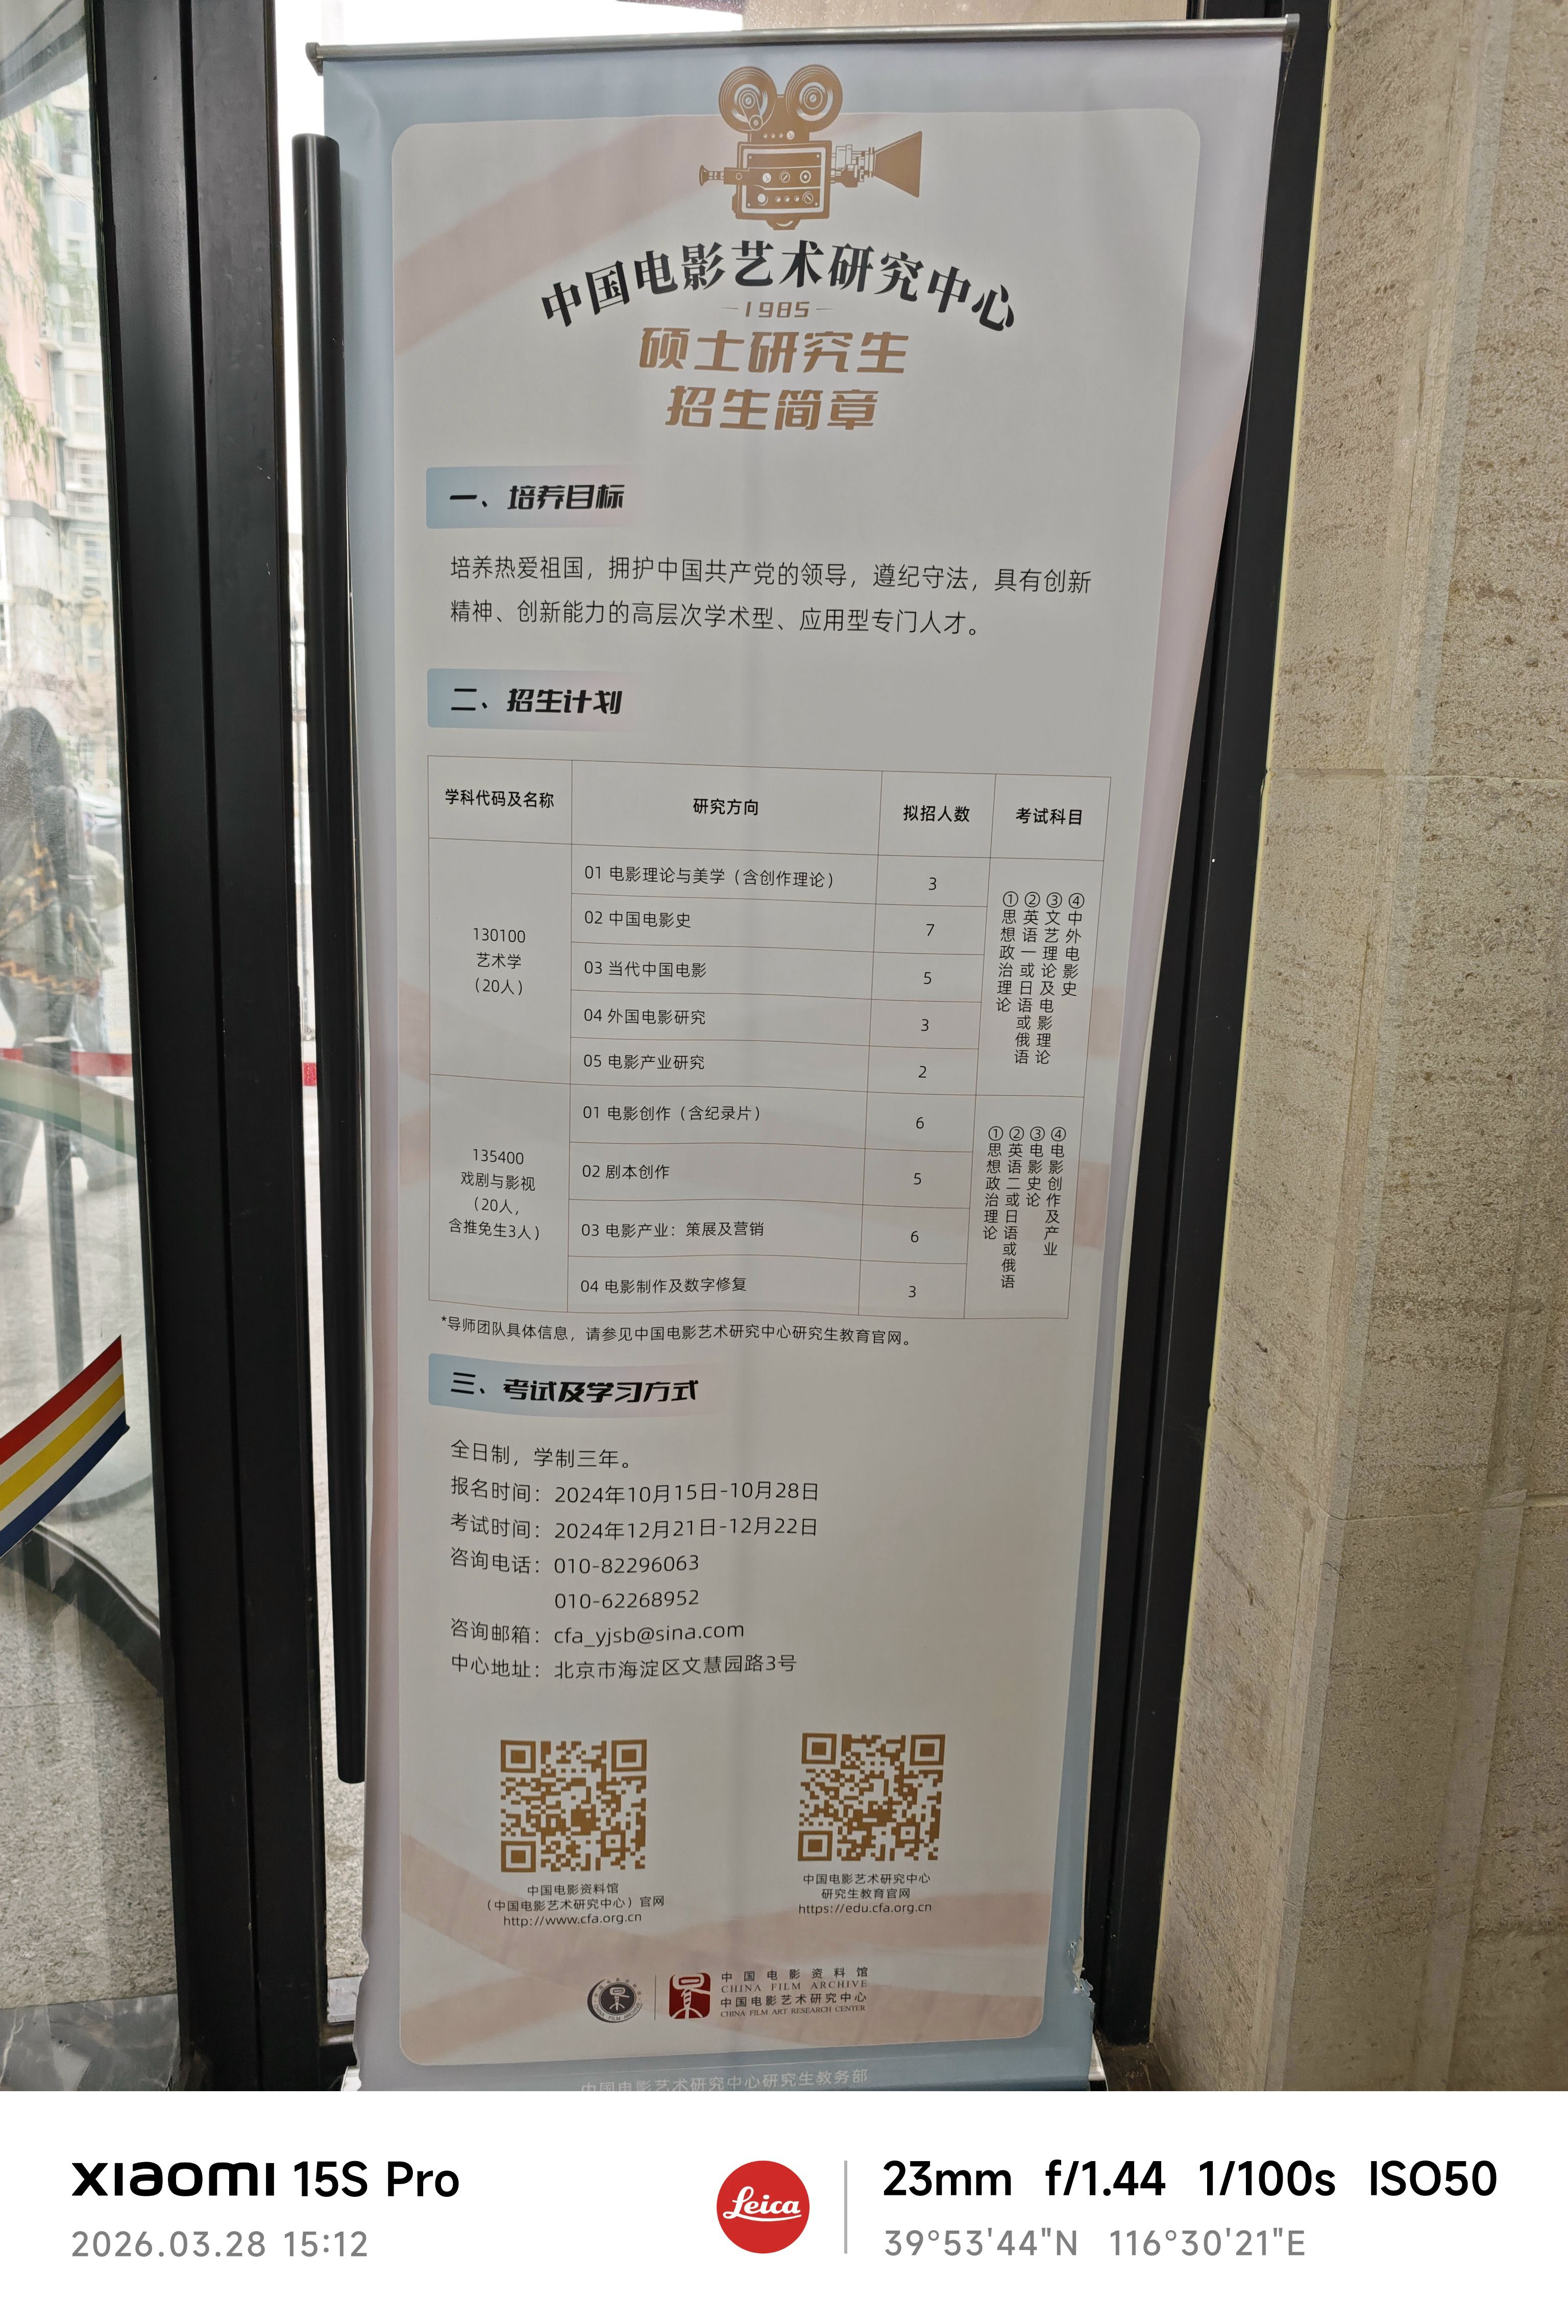 中国电影艺术研究中心
1985
硕士研究生
招生简章
一、培养目标
培养热爱祖国，拥护中国共产党的领导，遵纪守法，具有创新
精神、创新能力的高层次学术型、应用型专门人才。
二、招生计划
学科代码及名称 研究方向 拟招人数 考试科目
130100
艺术学
（20人）
01 电影理论与美学（含创作理论） 3
02 中国电影史 7
03 当代中国电影 5
04 外国电影研究 3
05 电影产业研究 2
①思想政治理论
②英语一或日语或俄语
③文艺理论及电影理论
④中外电影史
135400
戏剧与影视
（20人，
含推免生3人）
01 电影创作（含纪录片） 6
02 剧本创作 5
03 电影产业：策展及营销 6
04 电影制作及数字修复 3
①思想政治理论
②英语二或日语或俄语
③电影史论
④电影创作及产业
*导师团队具体信息，请参见中国电影艺术研究中心研究生教育官网。
三、考试及学习方式
全日制，学制三年。
报名时间：2024年10月15日-10月28日
考试时间：2024年12月21日-12月22日
咨询电话：010-82296063
010-62268952
咨询邮箱：cfa_yjsb@sina.com
中心地址：北京市海淀区文慧园路3号
中国电影资料馆
（中国电影艺术研究中心）官网
http://www.cfa.org.cn
中国电影艺术研究中心
研究生教育官网
https://edu.cfa.org.cn
中国电影资料馆
CHINA FILM ARCHIVE
中国电影艺术研究中心
CHINA FILM ART RESEARCH CENTER
中国电影艺术研究中心研究生教务部
xiaomi 15S Pro
2026.03.28 15:12
Leica
23mm f/1.44 1/100s ISO50
39°53'44"N 116°30'21"E